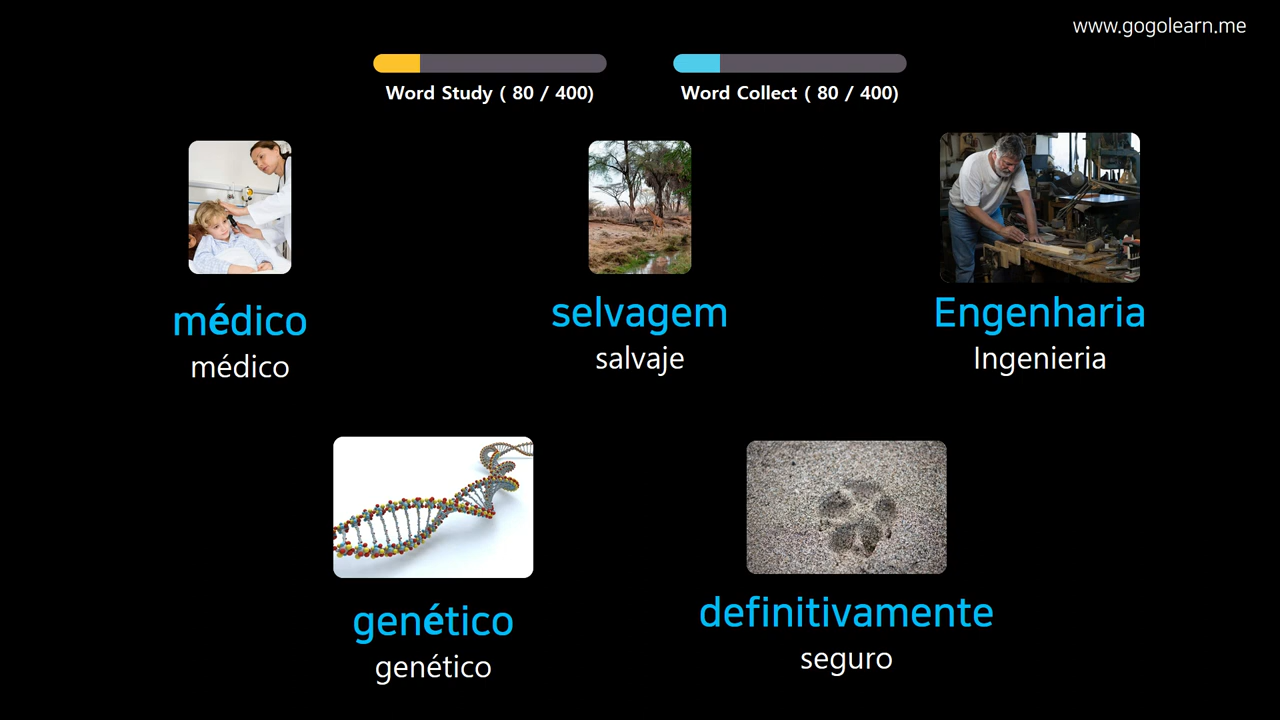 www.gogolearn.me
Word Study ( 80 / 400)
Word Collect ( 80 / 400)
médico
médico
selvagem
salvaje
Engenharia
Ingenieria
genético
genético
definitivamente
seguro